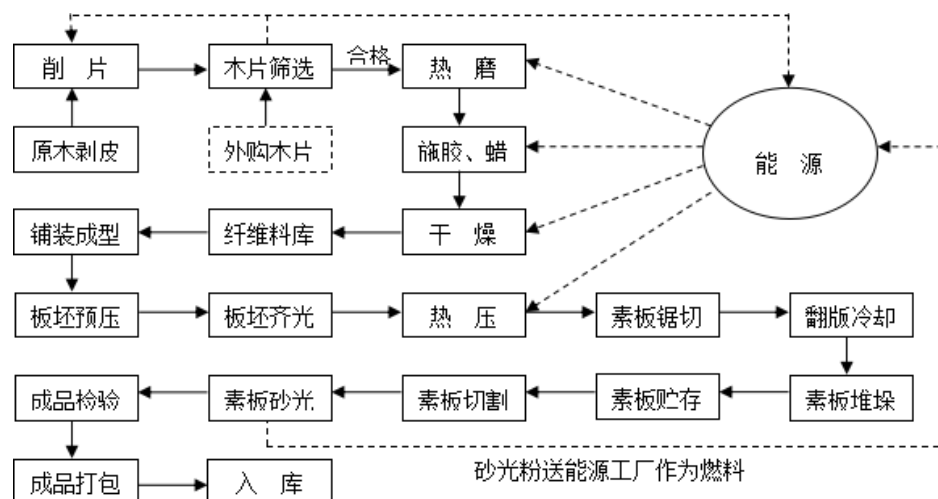 合格
削 片
木片筛选
热 磨
原木剥皮
外购木片
施胶、蜡
能 源
铺装成型
纤维料库
干 燥
板坯预压
板坯齐光
热 压
素板锯切
翻版冷却
成品检验
素板砂光
素板切割
素板贮存
素板堆垛
砂光粉送能源工厂作为燃料
成品打包
入 库